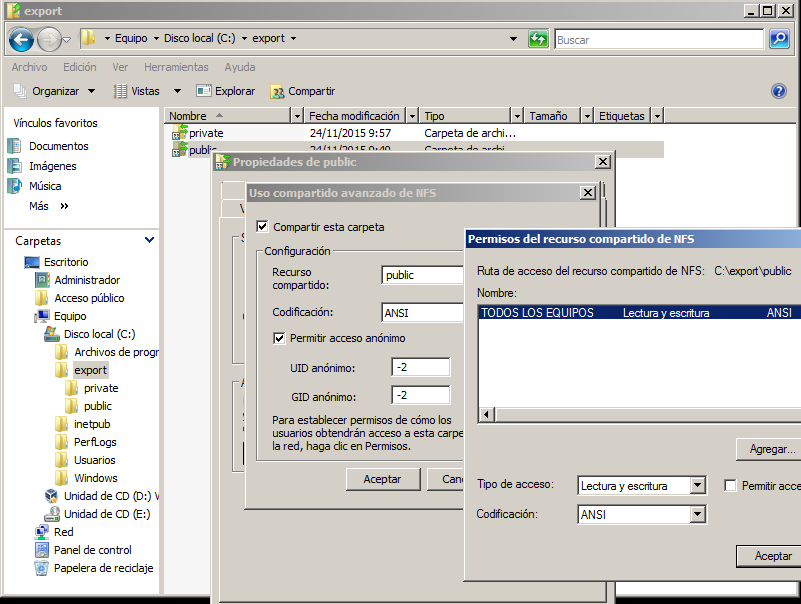 export
Equipo ▸ Disco local (C:) ▸ export ▸
Buscar
Archivo Edición Ver Herramientas Ayuda
Organizar Vistas Explorar Compartir
Vínculos favoritos
Documentos
Imágenes
Música
Más »
Carpetas
Escritorio
Administrador
Acceso público
Equipo
Disco local (C:)
Archivos de progr
export
private
public
inetpub
PerfLogs
Usuarios
Windows
Unidad de CD (D:) V
Unidad de CD (E:)
Red
Panel de control
Papelera de reciclaje
Nombre Fecha modificación Tipo Tamaño Etiquetas
private 24/11/2015 9:57 Carpeta de archi...
public 24/11/2015 9:49 Carpeta de archi
Propiedades de public
Uso compartido avanzado de NFS
Compartir esta carpeta
Configuración
Recurso
compartido:
public
Codificación:
ANSI
Permitir acceso anónimo
UID anónimo:
-2
GID anónimo:
-2
Para establecer permisos de cómo los
usuarios obtendrán acceso a esta carpe
la red, haga clic en Permisos.
Aceptar Can
Permisos del recurso compartido de NFS
Ruta de acceso del recurso compartido de NFS: C:\export\public
Nombre:
TODOS LOS EQUIPOS Lectura y escritura ANSI
Agregar...
Tipo de acceso:
Lectura y escritura
Permitir acce
Codificación:
ANSI
Aceptar